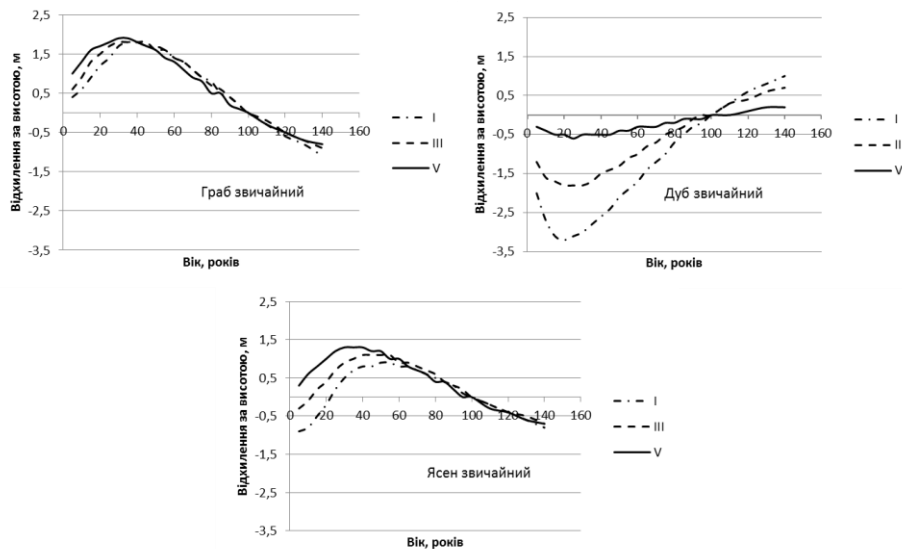 Відхилення за висотою, м
2,5
1,5
0,5
-0,5 0 20 40 60 80 100 120 140 160
-1,5
-2,5
-3,5
Граб звичайний
Вік, років
I
III
V
Відхилення за висотою, м
2,5
1,5
0,5
-0,5 0 20 40 60 80 100 120 140 160
-1,5
-2,5
-3,5
Дуб звичайний
Вік, років
I
II
V
Відхилення за висотою, м
2,5
1,5
0,5
-0,5 0 20 40 60 80 100 120 140 160
-1,5
-2,5
-3,5
Ясен звичайний
Вік, років
I
III
V